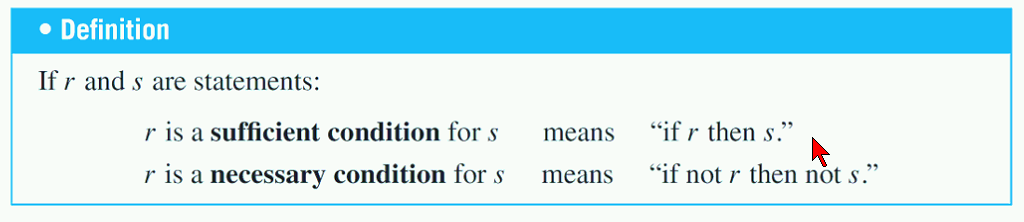 • Definition
If r and s are statements:
r is a sufficient condition for s means “if r then s.”
r is a necessary condition for s means “if not r then not s.”